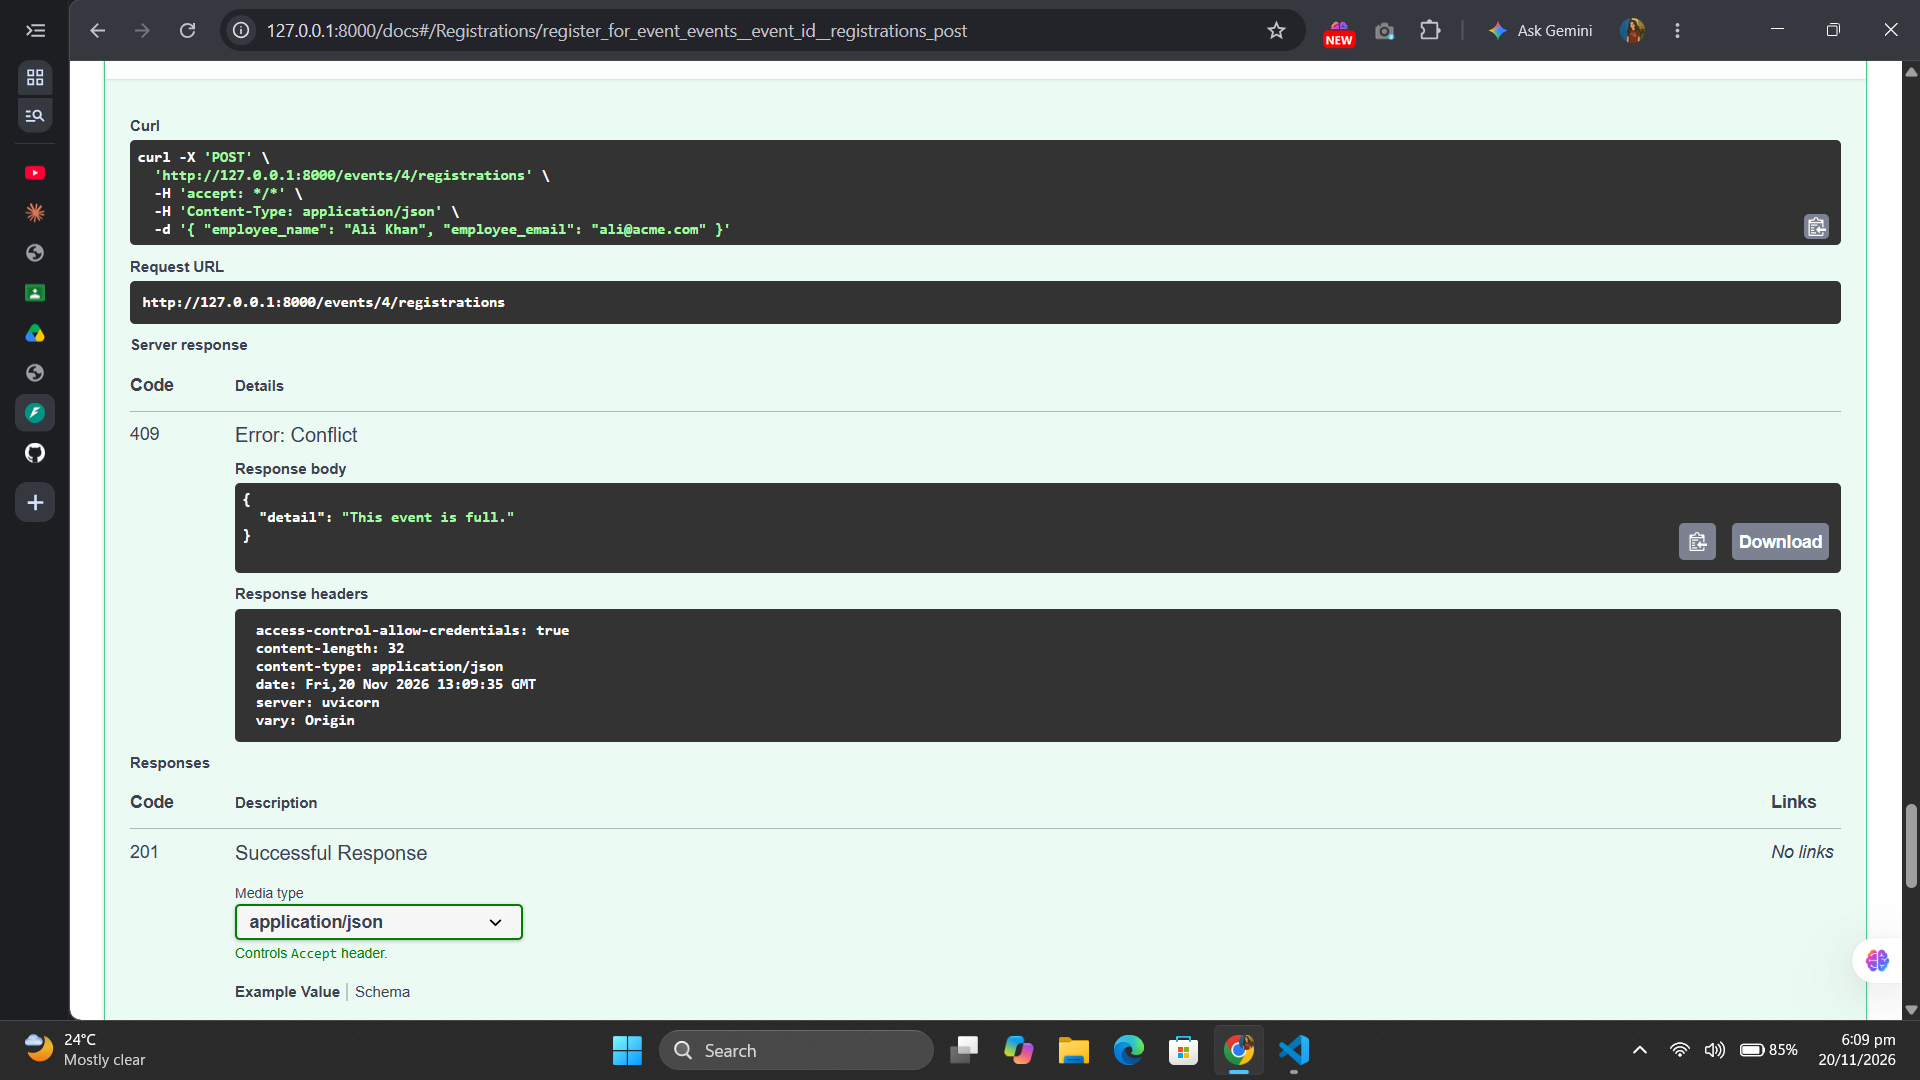 127.0.0.1:8000/docs#/Registrations/register_for_event_events__event_id__registrations_post
NEW
Ask Gemini
Curl
curl -X 'POST' \
'http://127.0.0.1:8000/events/4/registrations' \
-H 'accept: */*' \
-H 'Content-Type: application/json' \
-d '{ "employee_name": "Ali Khan", "employee_email": "ali@acme.com" }'
Request URL
http://127.0.0.1:8000/events/4/registrations
Server response
Code Details
409 Error: Conflict
Response body
{
"detail": "This event is full."
}
Download
Response headers
access-control-allow-credentials: true
content-length: 32
content-type: application/json
date: Fri,20 Nov 2026 13:09:35 GMT
server: uvicorn
vary: Origin
Responses
Code Description Links
201 Successful Response No links
Media type
application/json
Controls Accept header.
Example Value Schema
24°C
Mostly clear
Search
85%
6:09 pm
20/11/2026